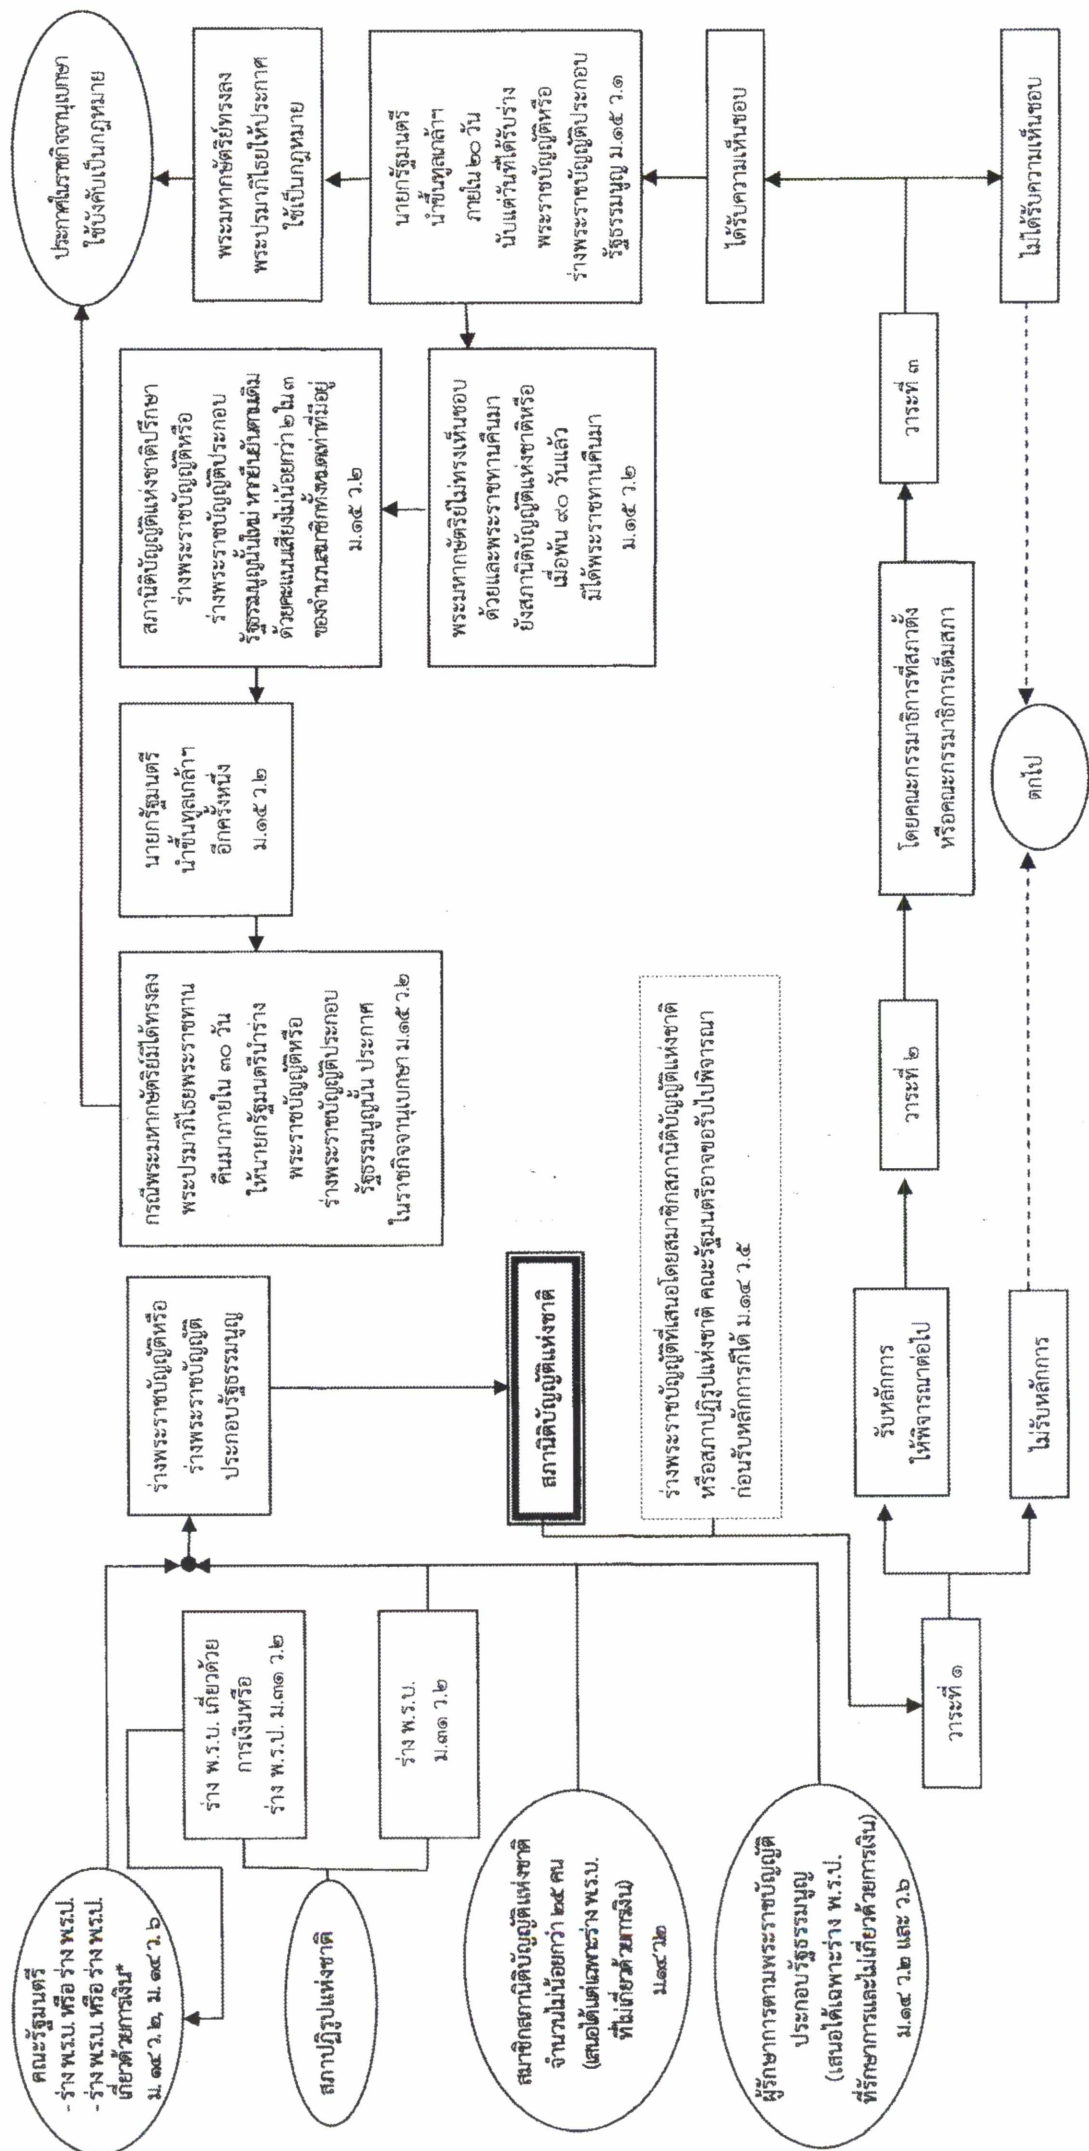 คณะรัฐมนตรี
- ร่าง พ.ร.บ. หรือ ร่าง พ.ร.ป.
- ร่าง พ.ร.บ. หรือ ร่าง พ.ร.ป.
เกี่ยวด้วยการเงิน*
ม. ๑๔ ว. ๒, ม. ๑๔ ว. ๖
สภาปฏิรูปแห่งชาติ
สมาชิกสภานิติบัญญัติแห่งชาติ
จำนวนไม่น้อยกว่า ๒๕ คน
(เสนอได้แต่เฉพาะร่าง พ.ร.บ.
ที่ไม่เกี่ยวด้วยการเงิน)
ม.๑๔ ว.๒
ผู้รักษาการตามพระราชบัญญัติ
ประกอบรัฐธรรมนูญ
(เสนอได้เฉพาะร่าง พ.ร.ป.
ที่รักษาการและไม่เกี่ยวด้วยการเงิน)
ม.๑๔ ว.๒ และ ว.๖
ร่าง พ.ร.บ. เกี่ยวด้วย
การเงินหรือ
ร่าง พ.ร.ป. ม.๓๑ ว.๒
ร่าง พ.ร.บ.
ม.๓๑ ว.๒
ร่างพระราชบัญญัติหรือ
ร่างพระราชบัญญัติ
ประกอบรัฐธรรมนูญ
สภานิติบัญญัติแห่งชาติ
ร่างพระราชบัญญัติที่เสนอโดยสมาชิกสภานิติบัญญัติแห่งชาติ
หรือสภาปฏิรูปแห่งชาติ คณะรัฐมนตรีอาจขอรับไปพิจารณา
ก่อนรับหลักการก็ได้ ม.๑๔ ว.๕
วาระที่ ๑
รับหลักการ
ให้พิจารณาต่อไป
ไม่รับหลักการ
วาระที่ ๒
โดยคณะกรรมาธิการที่สภาตั้ง
หรือคณะกรรมาธิการเต็มสภา
ตกไป
วาระที่ ๓
ได้รับความเห็นชอบ
ไม่ได้รับความเห็นชอบ
นายกรัฐมนตรี
นำขึ้นทูลเกล้าฯ
ภายใน ๒๐ วัน
นับแต่วันที่ได้รับร่าง
พระราชบัญญัติหรือ
ร่างพระราชบัญญัติประกอบ
รัฐธรรมนูญ ม.๑๕ ว.๑
พระมหากษัตริย์ทรงลง
พระปรมาภิไธยให้ประกาศ
ใช้เป็นกฎหมาย
ประกาศในราชกิจจานุเบกษา
ใช้บังคับเป็นกฎหมาย
พระมหากษัตริย์ไม่ทรงเห็นชอบ
ด้วยและพระราชทานคืนมา
ยังสภานิติบัญญัติแห่งชาติหรือ
เมื่อพ้น ๙๐ วันแล้ว
มิได้พระราชทานคืนมา
ม.๑๕ ว.๒
สภานิติบัญญัติแห่งชาติปรึกษา
ร่างพระราชบัญญัติหรือ
ร่างพระราชบัญญัติประกอบ
รัฐธรรมนูญนั้นใหม่ หากยืนยันตามเดิม
ด้วยคะแนนเสียงไม่น้อยกว่า ๒ ใน ๓
ของจำนวนสมาชิกทั้งหมดเท่าที่มีอยู่
ม.๑๕ ว.๒
นายกรัฐมนตรี
นำขึ้นทูลเกล้าฯ
อีกครั้งหนึ่ง
ม.๑๕ ว.๒
กรณีพระมหากษัตริย์มิได้ทรงลง
พระปรมาภิไธยพระราชทาน
คืนมาภายใน ๓๐ วัน
ให้นายกรัฐมนตรีนำร่าง
พระราชบัญญัติหรือ
ร่างพระราชบัญญัติประกอบ
รัฐธรรมนูญนั้น ประกาศ
ในราชกิจจานุเบกษา ม.๑๕ ว.๒